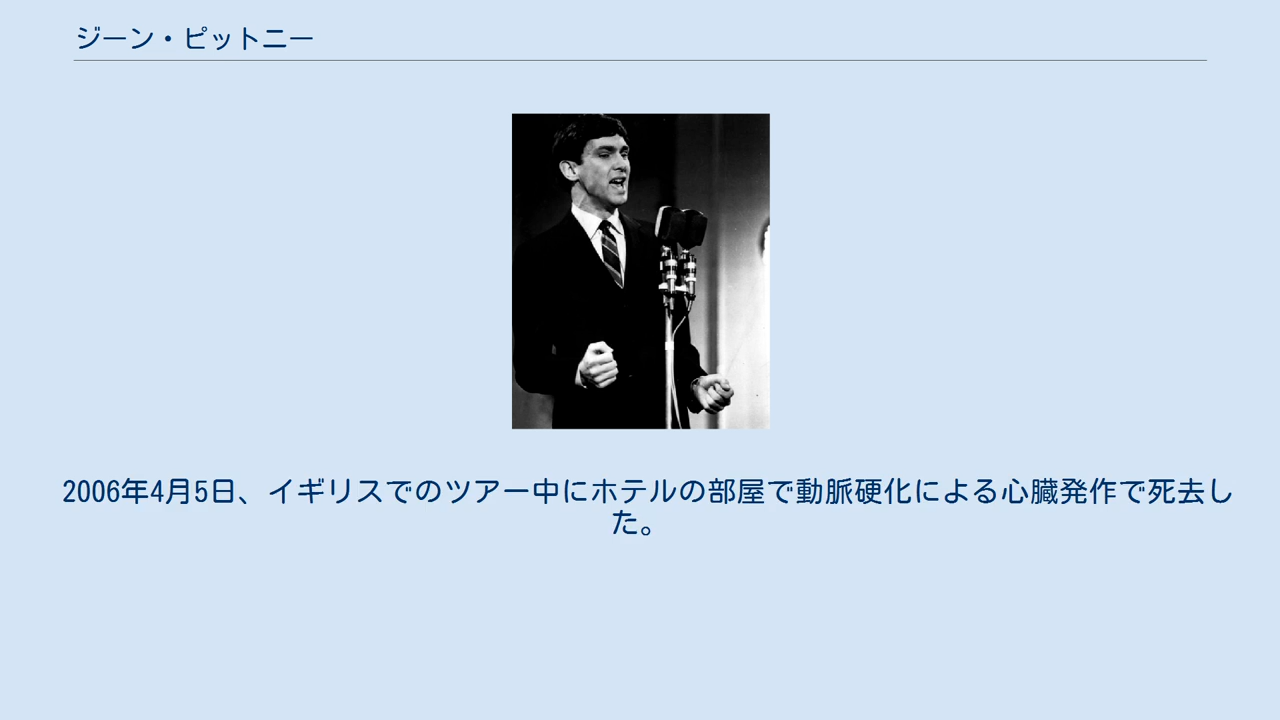 ジーン・ピットニー
2006年4月5日、イギリスでのツアー中にホテルの部屋で動脈硬化による心臓発作で死去し
た。